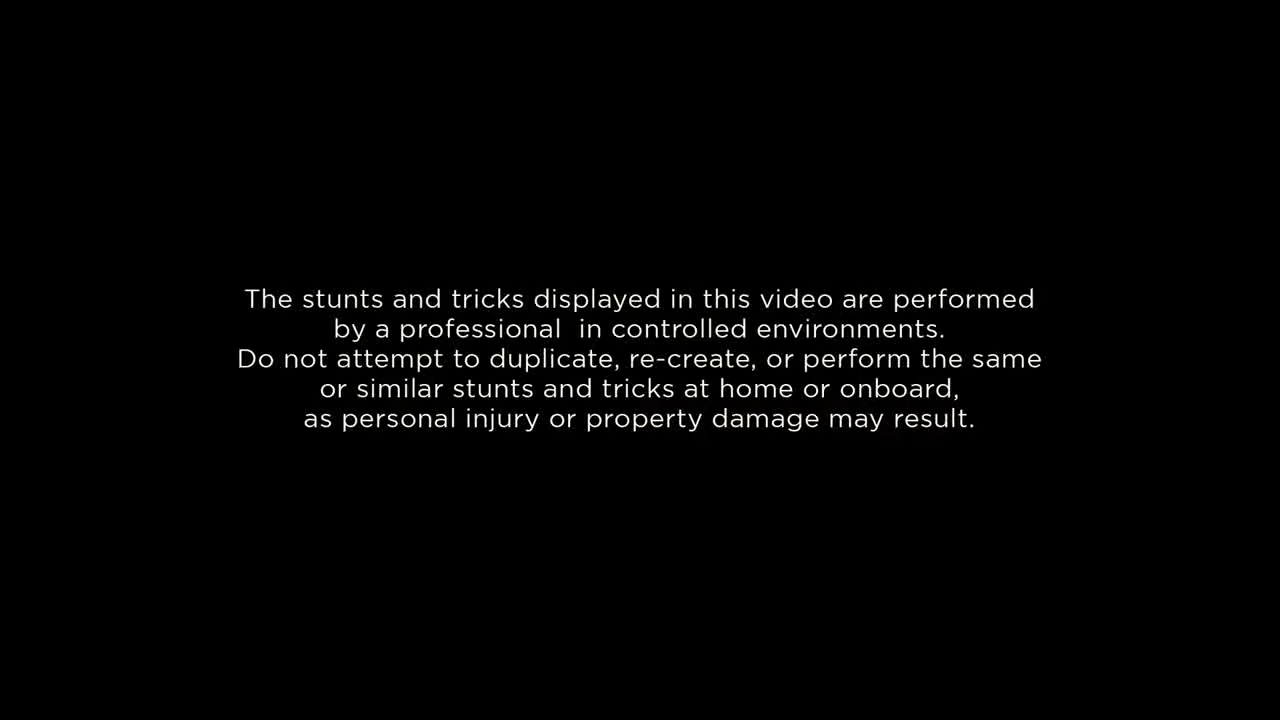 The stunts and tricks displayed in this video are performed
by a professional  in controlled environments.
Do not attempt to duplicate, re-create, or perform the same
or similar stunts and tricks at home or onboard,
as personal injury or property damage may result.